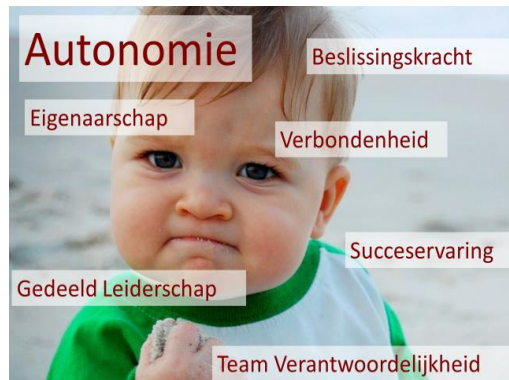 Autonomie
Beslissingskracht
Eigenaarschap
Verbondenheid
Succeservaring
Gedeeld Leiderschap
Team Verantwoordelijkheid